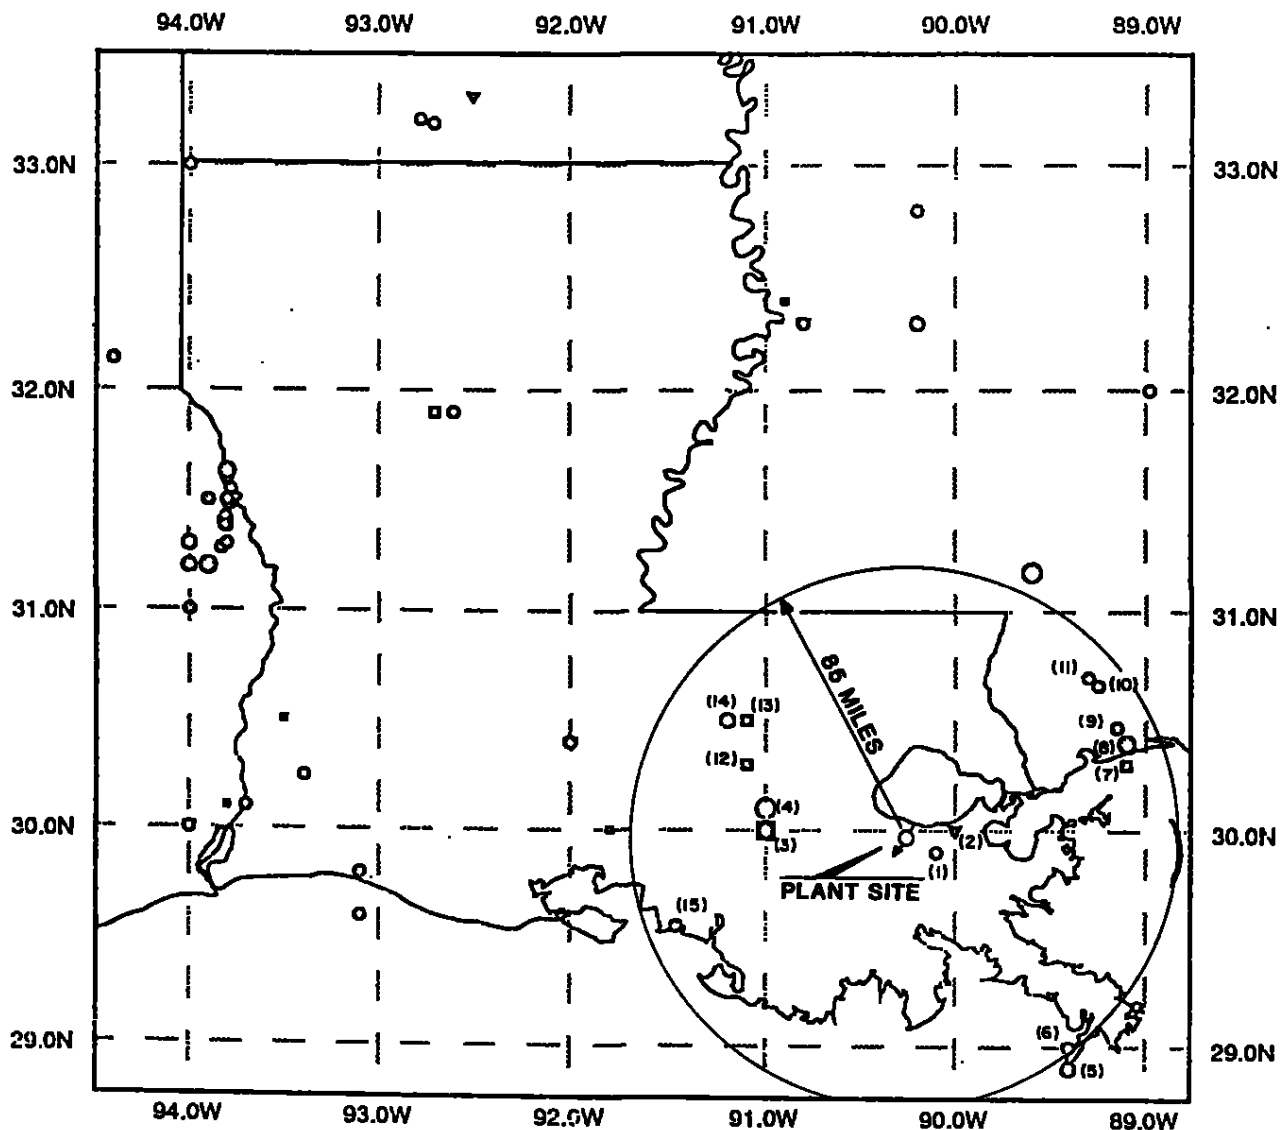 94.0W 93.0W 92.0W 91.0W 90.0W 89.0W
33.0N 33.0N
32.0N 32.0N
31.0N 31.0N
(11)
(10)
86 MILES
(14) (13)
(9)
(8)
(12)
(7)
(4)
30.0N 30.0N
(3)
(2)
(1)
PLANT SITE
(15)
(6)
29.0N 29.0N
(5)
94.0W 93.0W 92.0W 91.0W 90.0W 89.0W